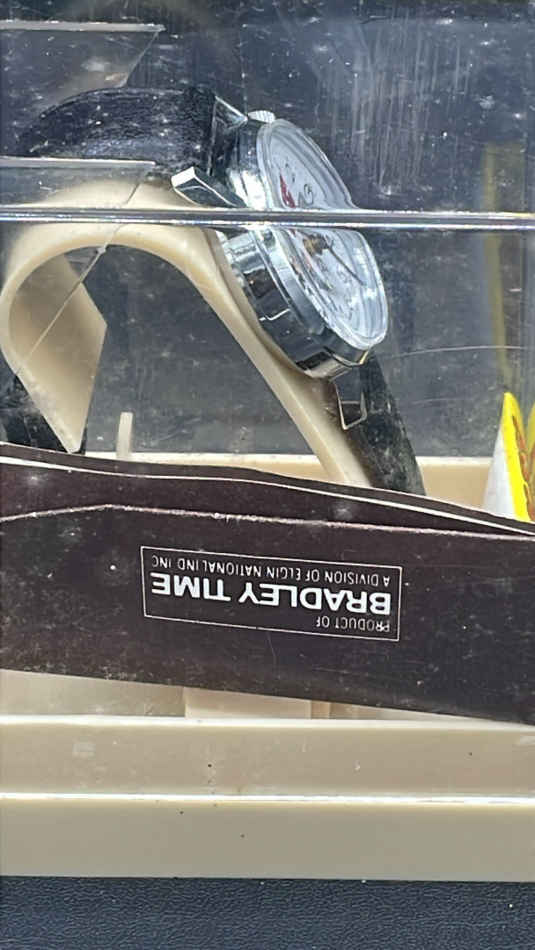 PRODUCT OF
BRADLEY TIME
A DIVISION OF ELGIN NATIONAL IND. INC